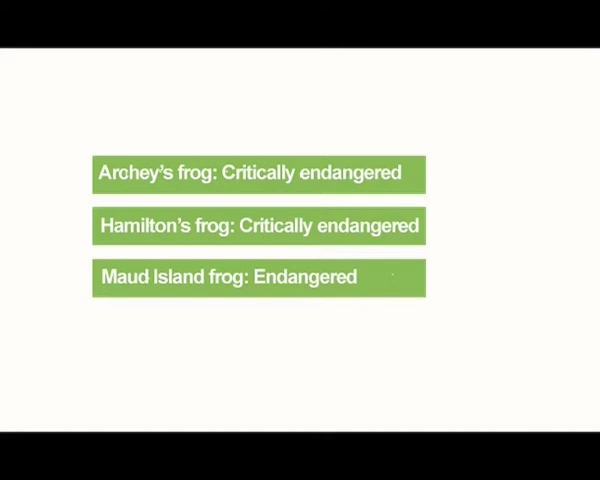 Archey’s frog: Critically endangered
Hamilton’s frog: Critically endangered
Maud Island frog: Endangered